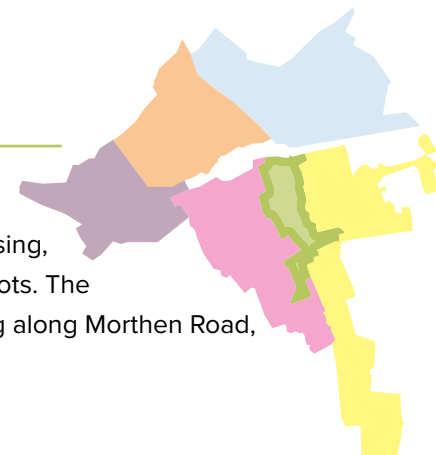 sing,
ots. The
g along Morthen Road,